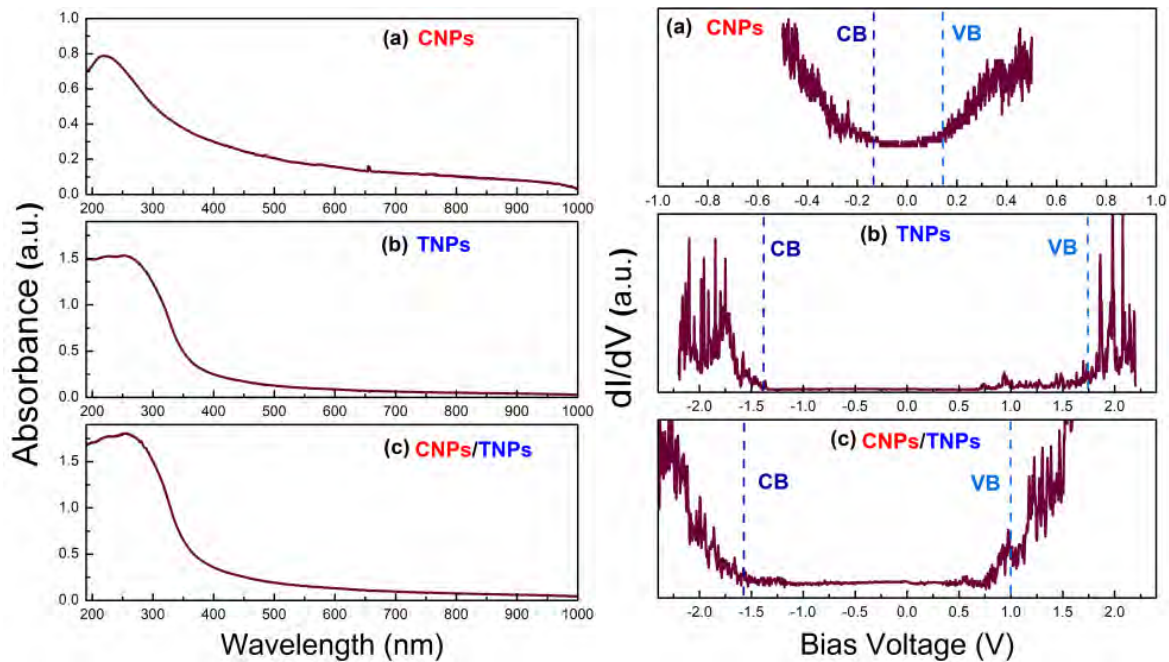 Absorbance (a.u.)
1.0
0.8
0.6
0.4
0.2
0.0
(a) CNPs
200 300 400 500 600 700 800 900 1000
1.5
1.0
0.5
0.0
(b) TNPs
200 300 400 500 600 700 800 900 1000
1.5
1.0
0.5
0.0
(c) CNPs/TNPs
200 300 400 500 600 700 800 900 1000
Wavelength (nm)
dI/dV (a.u.)
(a) CNPs CB VB
-1.0 -0.8 -0.6 -0.4 -0.2 0.0 0.2 0.4 0.6 0.8 1.0
(b) TNPs
CB VB
-2.0 -1.5 -1.0 -0.5 0.0 0.5 1.0 1.5 2.0
(c) CNPs/TNPs
CB VB
-2.0 -1.5 -1.0 -0.5 0.0 0.5 1.0 1.5 2.0
Bias Voltage (V)